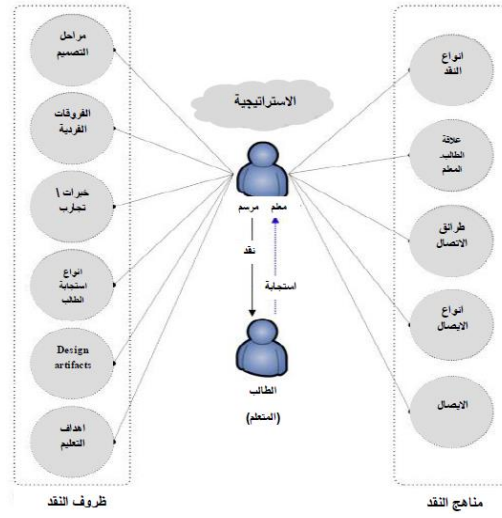 انواع
النقد
علاقة
الطالب.
المعلم
طرائق
الاتصال
انواع
الايصال
الايصال
مناهج النقد
الاستراتيجية
معلم مرسم
نقد
استجابة
الطالب
(المتعلم)
مراحل
التصميم
الفروقات
الفردية
خبرات \
تجارب
انواع
استجابة
الطالب
Design
artifacts
اهداف
التعليم
ظروف النقد